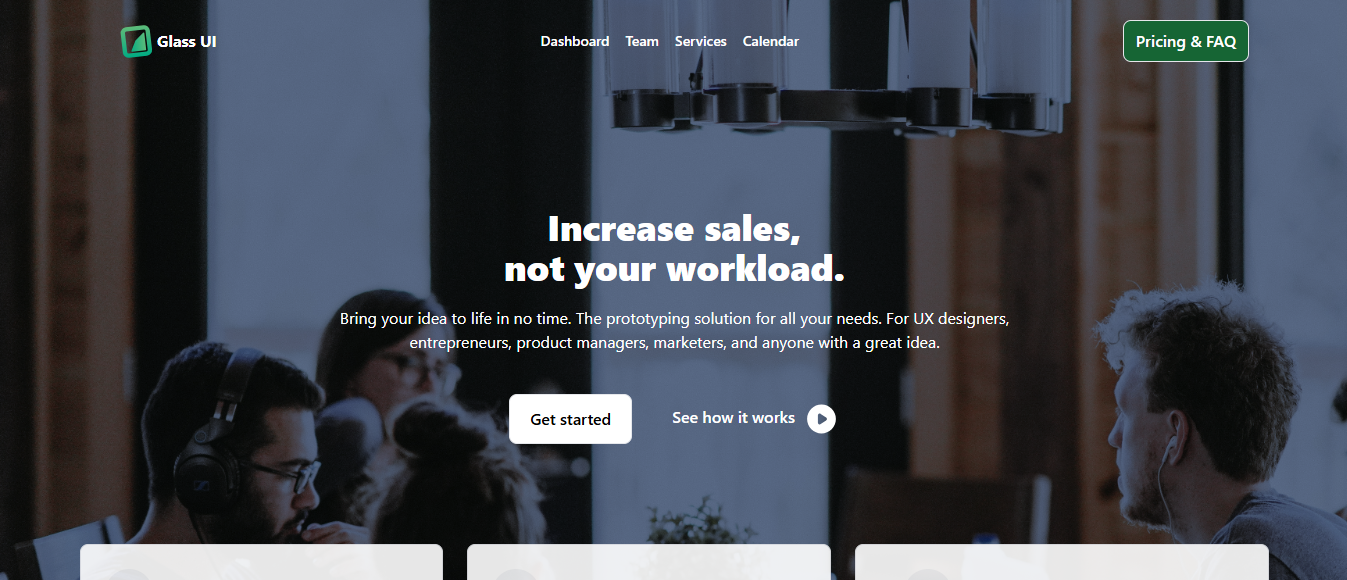 Glass UI
Dashboard Team Services Calendar
Pricing & FAQ
Increase sales,
not your workload.
Bring your idea to life in no time. The prototyping solution for all your needs. For UX designers,
entrepreneurs, product managers, marketers, and anyone with a great idea.
Get started
See how it works